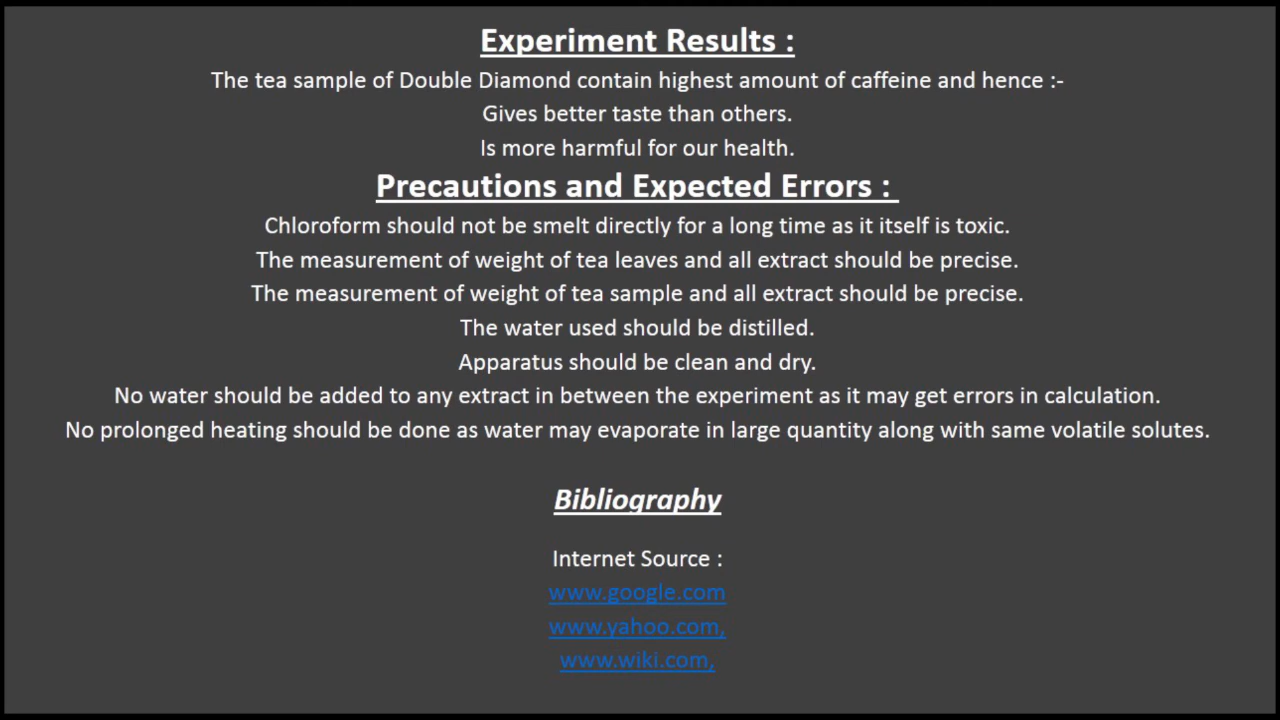 Experiment Results :
The tea sample of Double Diamond contain highest amount of caffeine and hence :-
Gives better taste than others.
Is more harmful for our health.
Precautions and Expected Errors :
Chloroform should not be smelt directly for a long time as it itself is toxic.
The measurement of weight of tea leaves and all extract should be precise.
The measurement of weight of tea sample and all extract should be precise.
The water used should be distilled.
Apparatus should be clean and dry.
No water should be added to any extract in between the experiment as it may get errors in calculation.
No prolonged heating should be done as water may evaporate in large quantity along with same volatile solutes.
Bibliography
Internet Source :
www.google.com
www.yahoo.com,
www.wiki.com,